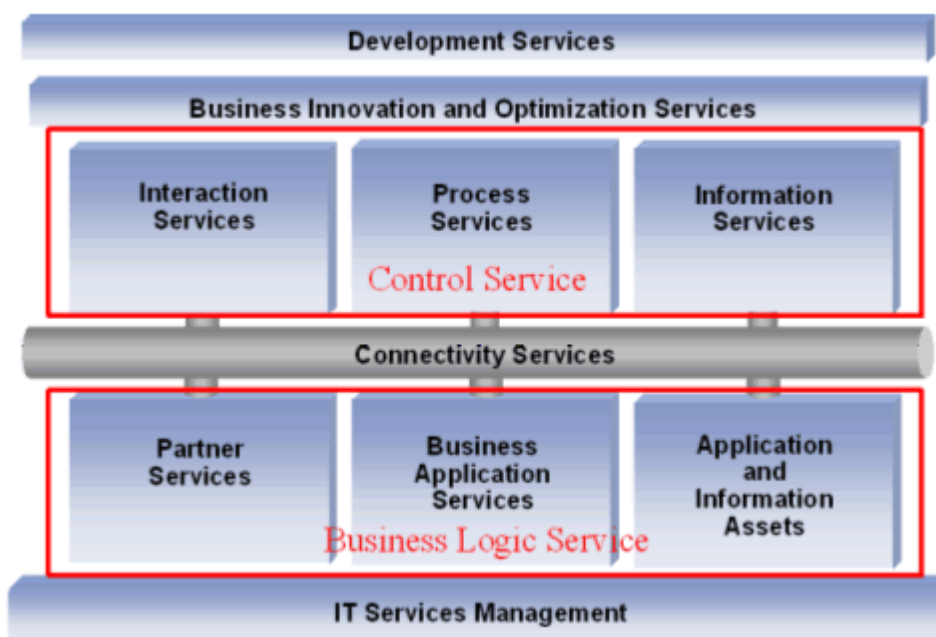 Development Services
Business Innovation and Optimization Services
Interaction
Services
Process
Services
Information
Services
Control Service
Connectivity Services
Partner
Services
Business
Application
Services
Application
and
Information
Assets
Business Logic Service
IT Services Management